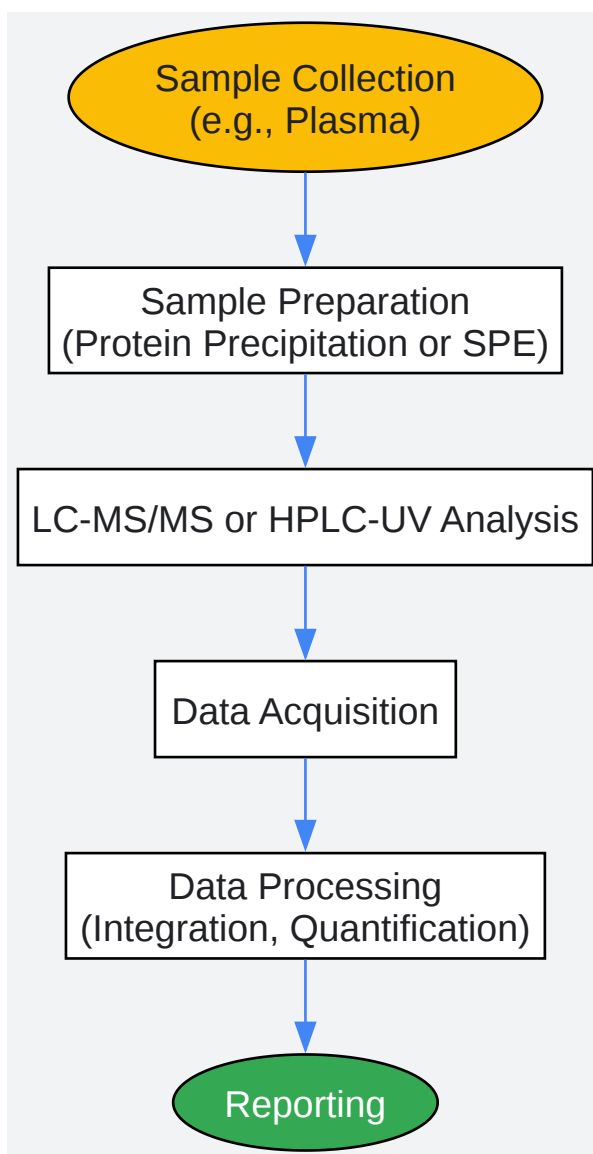 Sample Collection
(e.g., Plasma)
Sample Preparation
(Protein Precipitation or SPE)
LC-MS/MS or HPLC-UV Analysis
Data Acquisition
Data Processing
(Integration, Quantification)
Reporting